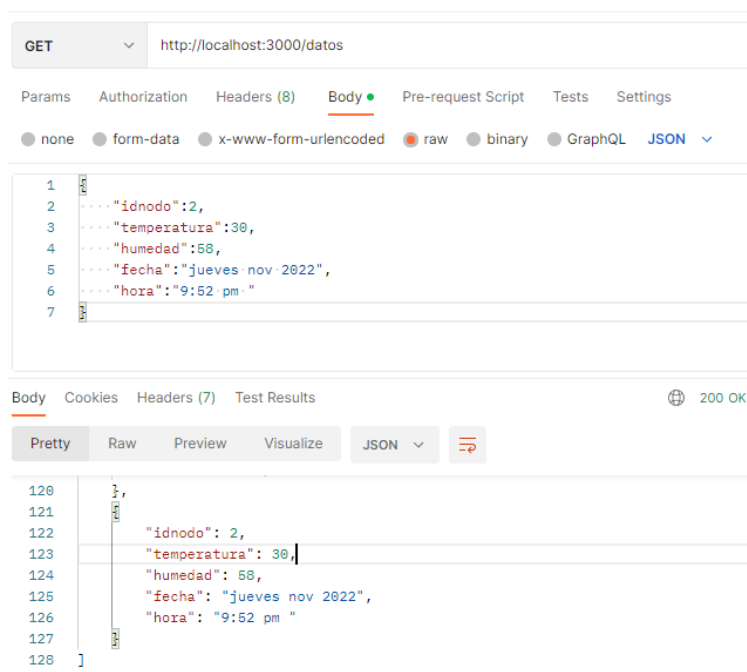 GET http://localhost:3000/datos
Params Authorization Headers (8) Body Pre-request Script Tests Settings
none form-data x-www-form-urlencoded raw binary GraphQL JSON
1 {
2 "idnodo":2,
3 "temperatura":30,
4 "humedad":58,
5 "fecha":"jueves nov 2022",
6 "hora":"9:52 pm "
7 }
Body Cookies Headers (7) Test Results 200 OK
Pretty Raw Preview Visualize JSON
120 },
121 {
122 "idnodo": 2,
123 "temperatura": 30,
124 "humedad": 58,
125 "fecha": "jueves nov 2022",
126 "hora": "9:52 pm "
127 }
128 ]